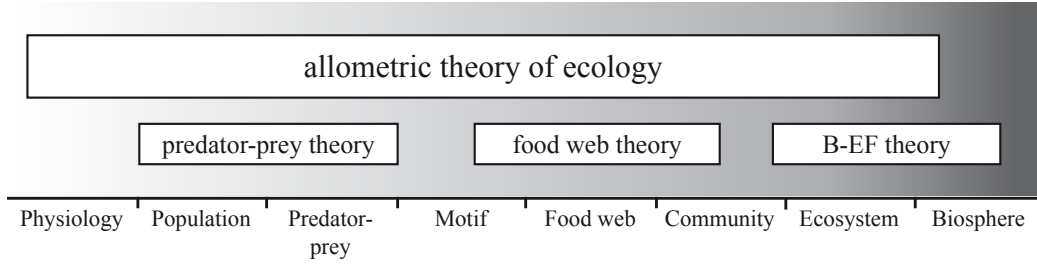 allometric theory of ecology
predator-prey theory food web theory B-EF theory
Physiology Population Predator- Motif Food web Community Ecosystem Biosphere
prey